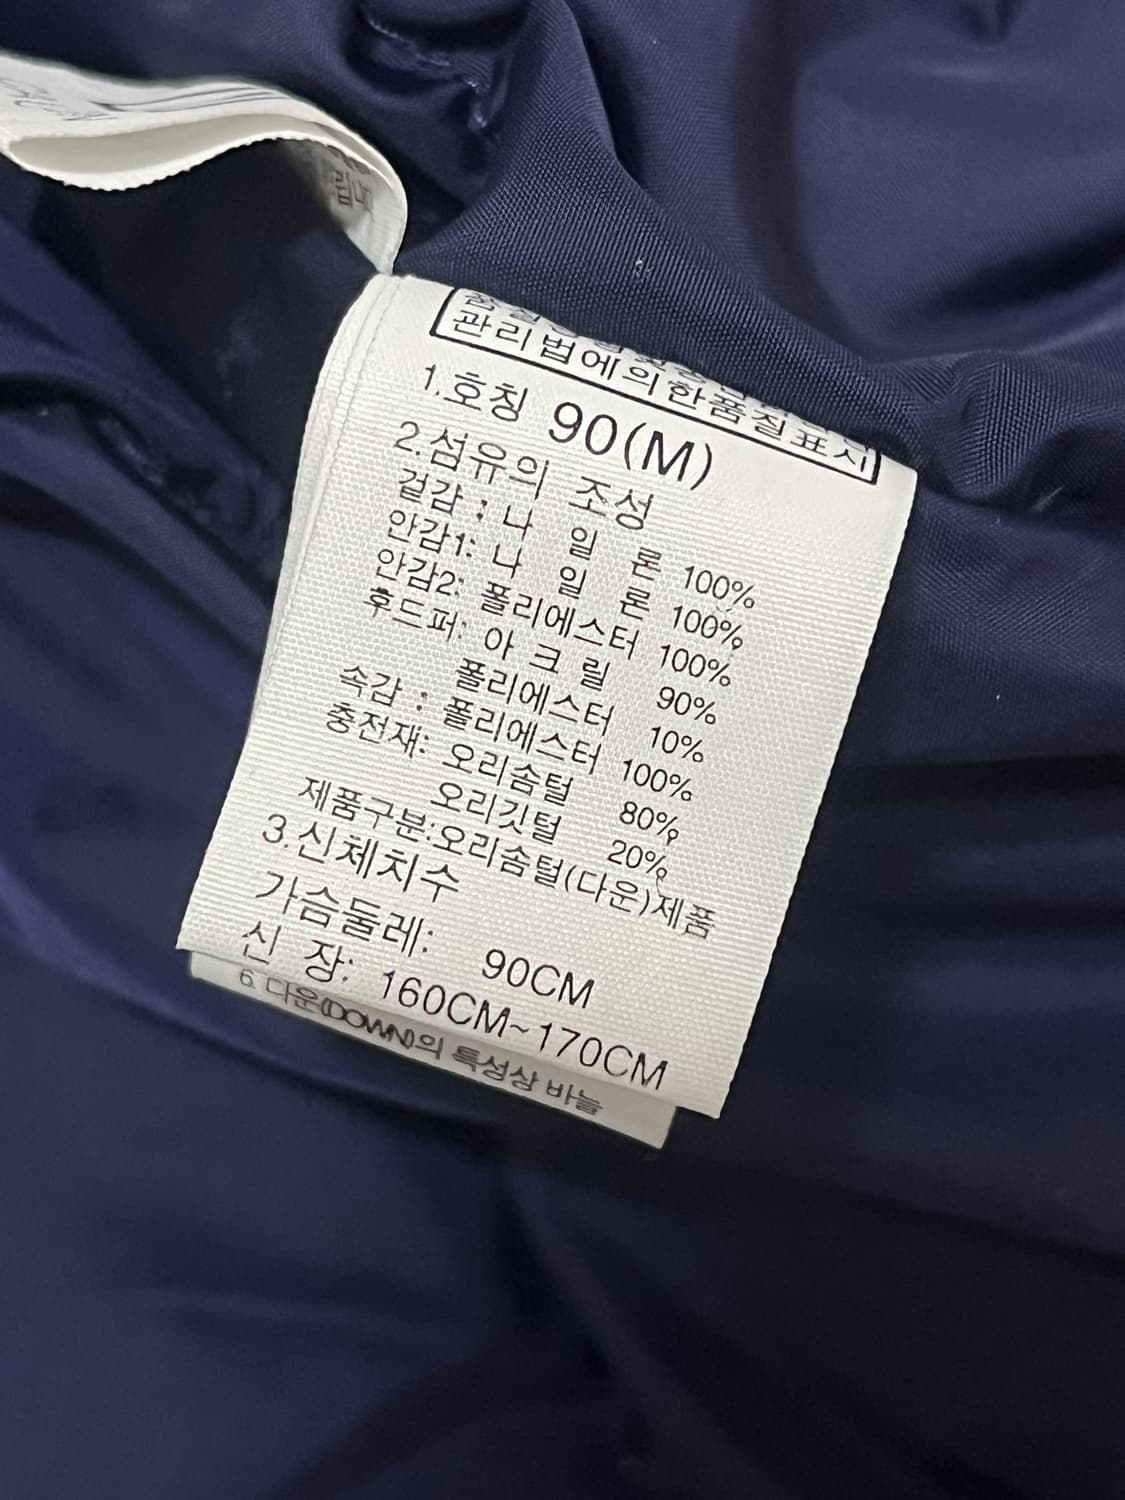 관리법에의한품질표시
1.호칭 90(M)
2.섬유의 조성
겉감 : 나 일 론 100%
안감1: 나 일 론 100%
안감2: 폴리에스터 100%
후드퍼: 아 크 릴 90%
폴리에스터 10%
속감 : 폴리에스터 100%
충전재: 오리솜털 80%
오리깃털 20%
제품구분:오리솜털(다운)제품
3.신체치수
가슴둘레: 90CM
신 장: 160CM~170CM
6. 다운(DOWN)의 특성상 바늘